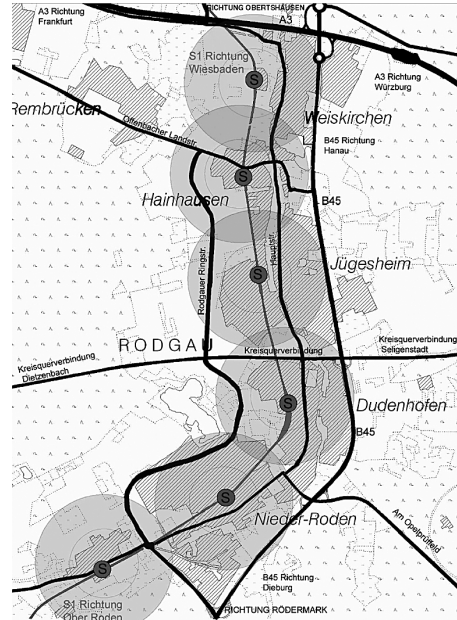 RICHTUNG OBERTSHAUSEN
A3 Richtung
Frankfurt
A3
S1 Richtung
Wiesbaden
S
A3 Richtung
Würzburg
Rembrücken
Weiskirchen
Offenbacher Landstr.
B45 Richtung
Hanau
S
Hainhausen
B45
Rodgauer Ringstr.
Hauptstr.
Jügesheim
S
RODGAU
Kreisquerverbindung
Kreisquerverbindung
Seligenstadt
Kreisquerverbindung
Dietzenbach
S
Dudenhofen
B45
S
Nieder-Roden
Am Opelprüffeld
S
B45 Richtung
Dieburg
S1 Richtung
Ober Roden
RICHTUNG RÖDERMARK